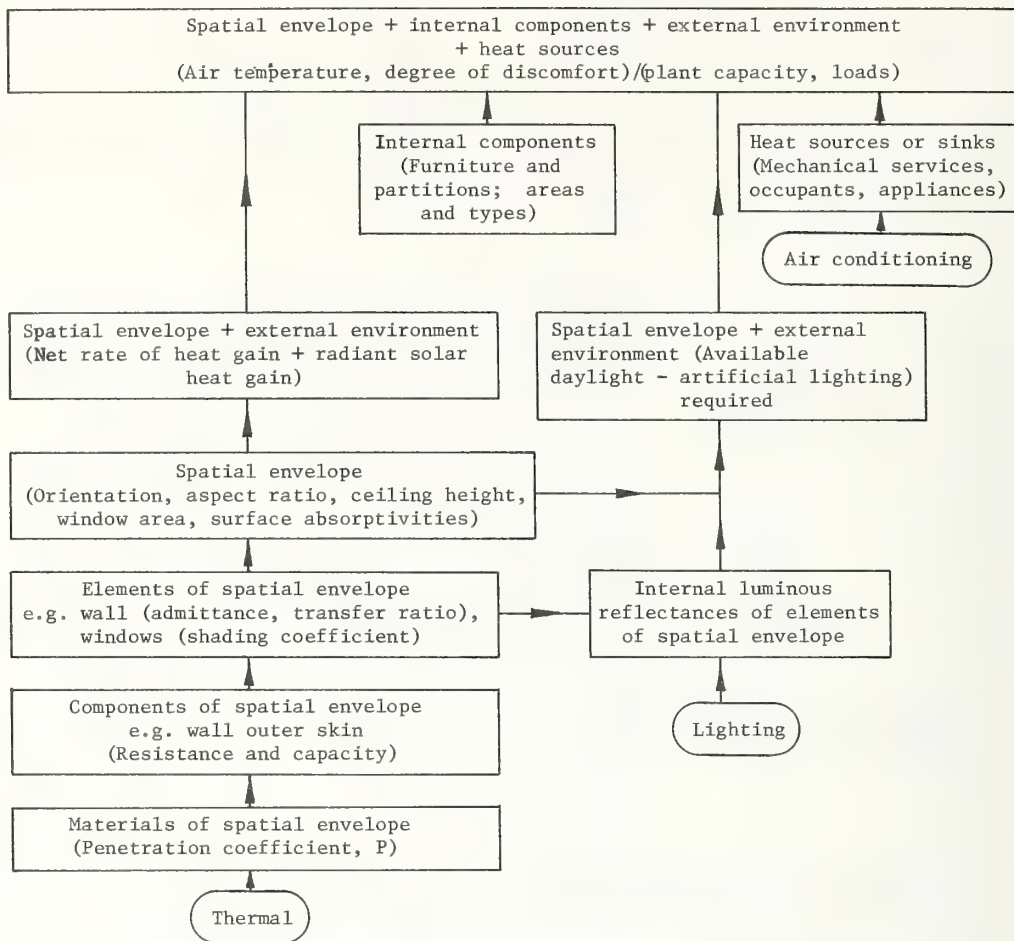 Spatial envelope + internal components + external environment
+ heat sources
(Air temperature, degree of discomfort)/(plant capacity, loads)
Internal components
(Furniture and
partitions; areas
and types)
Heat sources or sinks
(Mechanical services,
occupants, appliances)
Air conditioning
Spatial envelope + external environment
(Net rate of heat gain + radiant solar
heat gain)
Spatial envelope + external
environment (Available
daylight - artificial lighting)
required
Spatial envelope
(Orientation, aspect ratio, ceiling height,
window area, surface absorptivities)
Elements of spatial envelope
e.g. wall (admittance, transfer ratio),
windows (shading coefficient)
Internal luminous
reflectances of elements
of spatial envelope
Components of spatial envelope
e.g. wall outer skin
(Resistance and capacity)
Lighting
Materials of spatial envelope
(Penetration coefficient, P)
Thermal